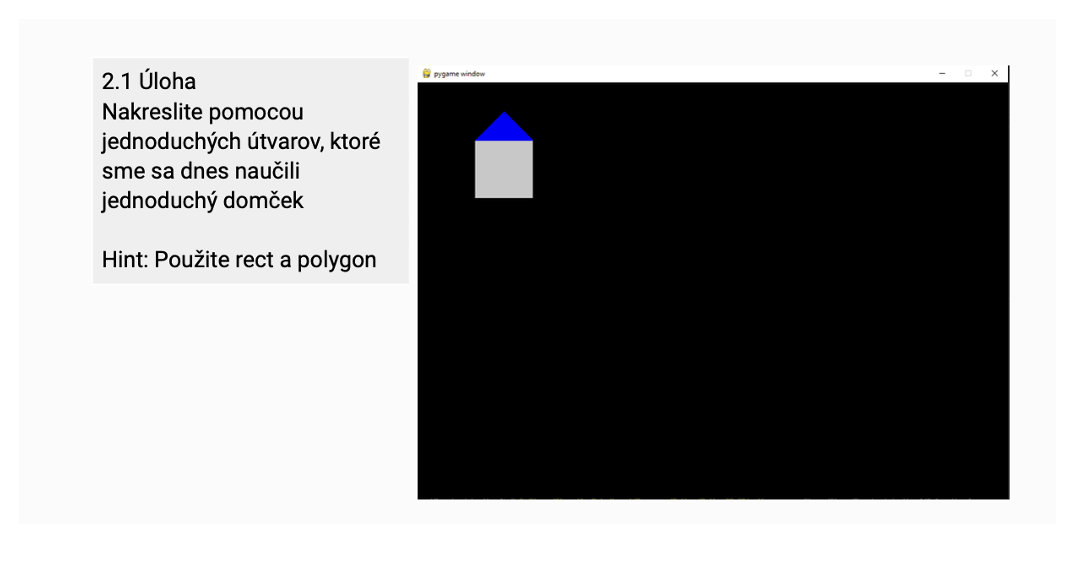 2.1 Úloha
Nakreslite pomocou
jednoduchých útvarov, ktoré
sme sa dnes naučili
jednoduchý domček
Hint: Použite rect a polygon
pygame window